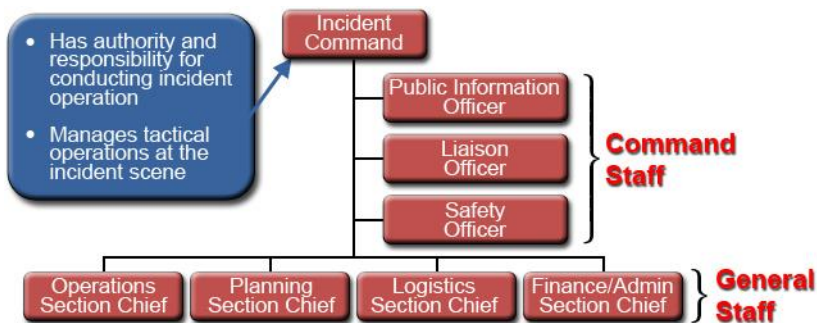 • Has authority and
responsibility for
conducting incident
operation
• Manages tactical
operations at the
incident scene
Incident
Command
Public Information
Officer
Liaison
Officer
Safety
Officer
Command
Staff
Operations
Section Chief
Planning
Section Chief
Logistics
Section Chief
Finance/Admin
Section Chief
General
Staff